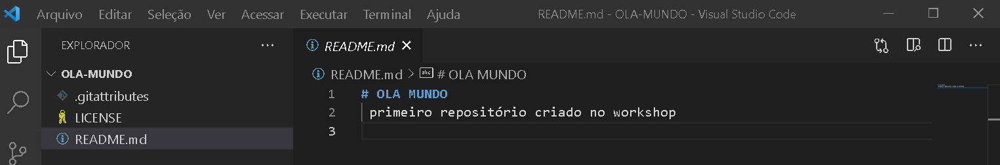 Arquivo Editar Seleção Ver Acessar Executar Terminal Ajuda README.md - OLA-MUNDO - Visual Studio Code
EXPLORADOR
README.md
OLA-MUNDO
.gitattributes
LICENSE
README.md
README.md > abc # OLA MUNDO
1 # OLA MUNDO
2 primeiro repositório criado no workshop
3